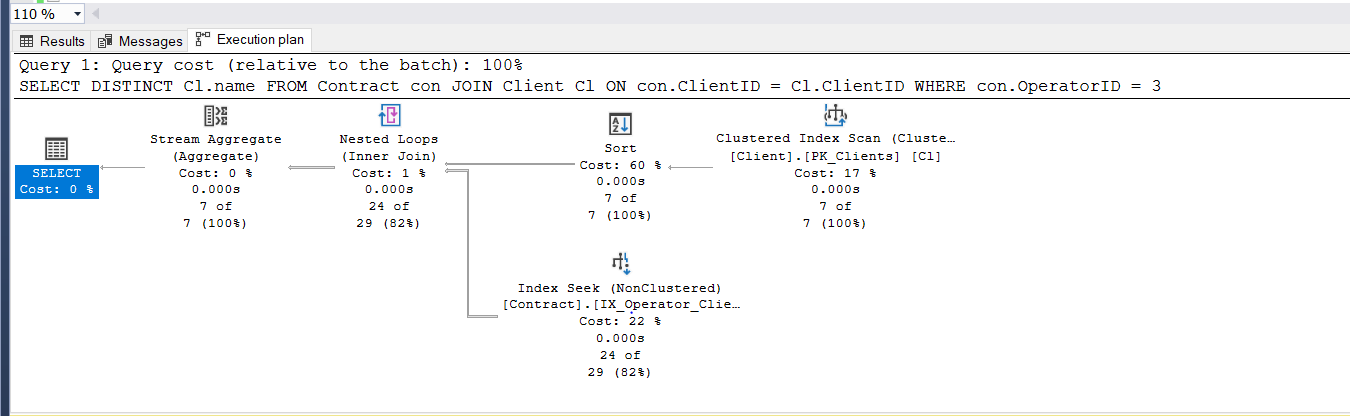 110 %
Results Messages Execution plan
Query 1: Query cost (relative to the batch): 100%
SELECT DISTINCT Cl.name FROM Contract con JOIN Client Cl ON con.ClientID = Cl.ClientID WHERE con.OperatorID = 3
SELECT
Cost: 0 %
Stream Aggregate
(Aggregate)
Cost: 0 %
0.000s
7 of
7 (100%)
Nested Loops
(Inner Join)
Cost: 1 %
0.000s
24 of
29 (82%)
Sort
Cost: 60 %
0.000s
7 of
7 (100%)
Clustered Index Scan (Cluste…
[Client].[PK_Clients] [Cl]
Cost: 17 %
0.000s
7 of
7 (100%)
Index Seek (NonClustered)
[Contract].[IX_Operator_Clie…
Cost: 22 %
0.000s
24 of
29 (82%)